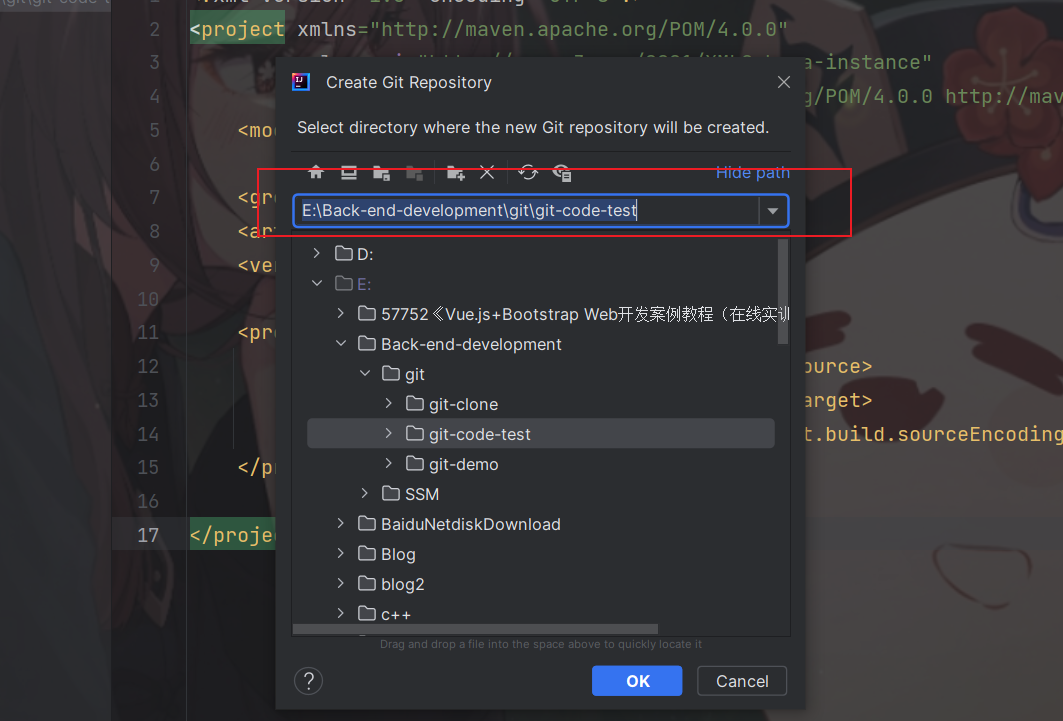 \git\git-code-t
1
2 <project xmlns="http://maven.apache.org/POM/4.0.0"
3 a-instance"
4 g/POM/4.0.0 http://mav
5 <mo
6
7 <gr
8 <ar
9 <ver
10
11 <pr
12 ource>
13 arget>
14 t.build.sourceEncoding
15 </p
16
17 </proje
Create Git Repository
Select directory where the new Git repository will be created.
Hide path
E:\Back-end-development\git\git-code-test
D:
E:
57752《Vue.js+Bootstrap Web开发案例教程（在线实训
Back-end-development
git
git-clone
git-code-test
git-demo
SSM
BaiduNetdiskDownload
Blog
blog2
c++
Drag and drop a file into the space above to quickly locate it
? OK Cancel